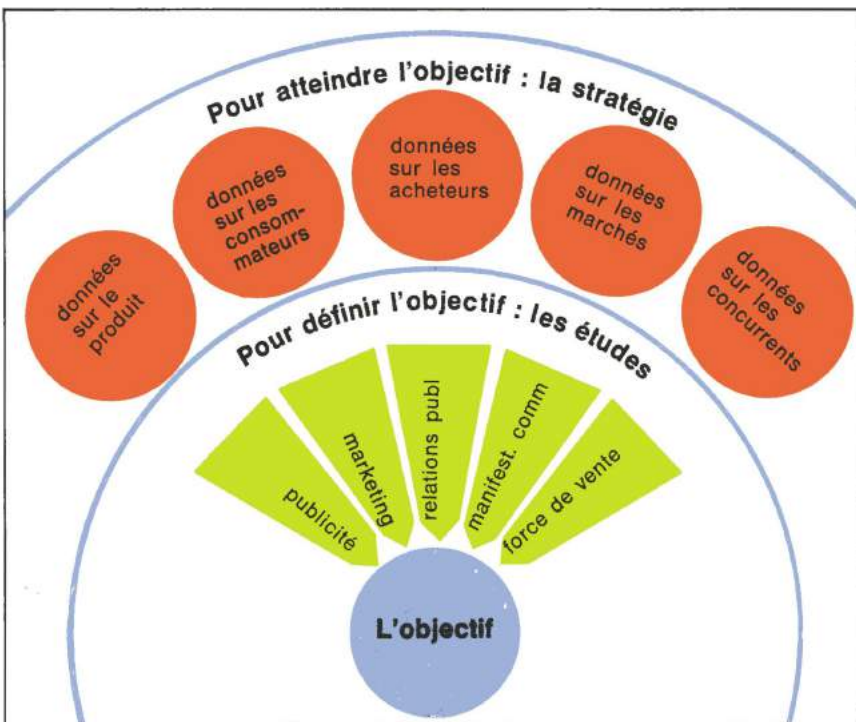 Pour atteindre l'objectif : la stratégie
données
sur le
produit
données
sur les
consom-
mateurs
données
sur les
acheteurs
données
sur les
marchés
données
sur les
concurrents
Pour définir l'objectif : les études
publicité
marketing
relations publ
manifest. comm
force de vente
L'objectif